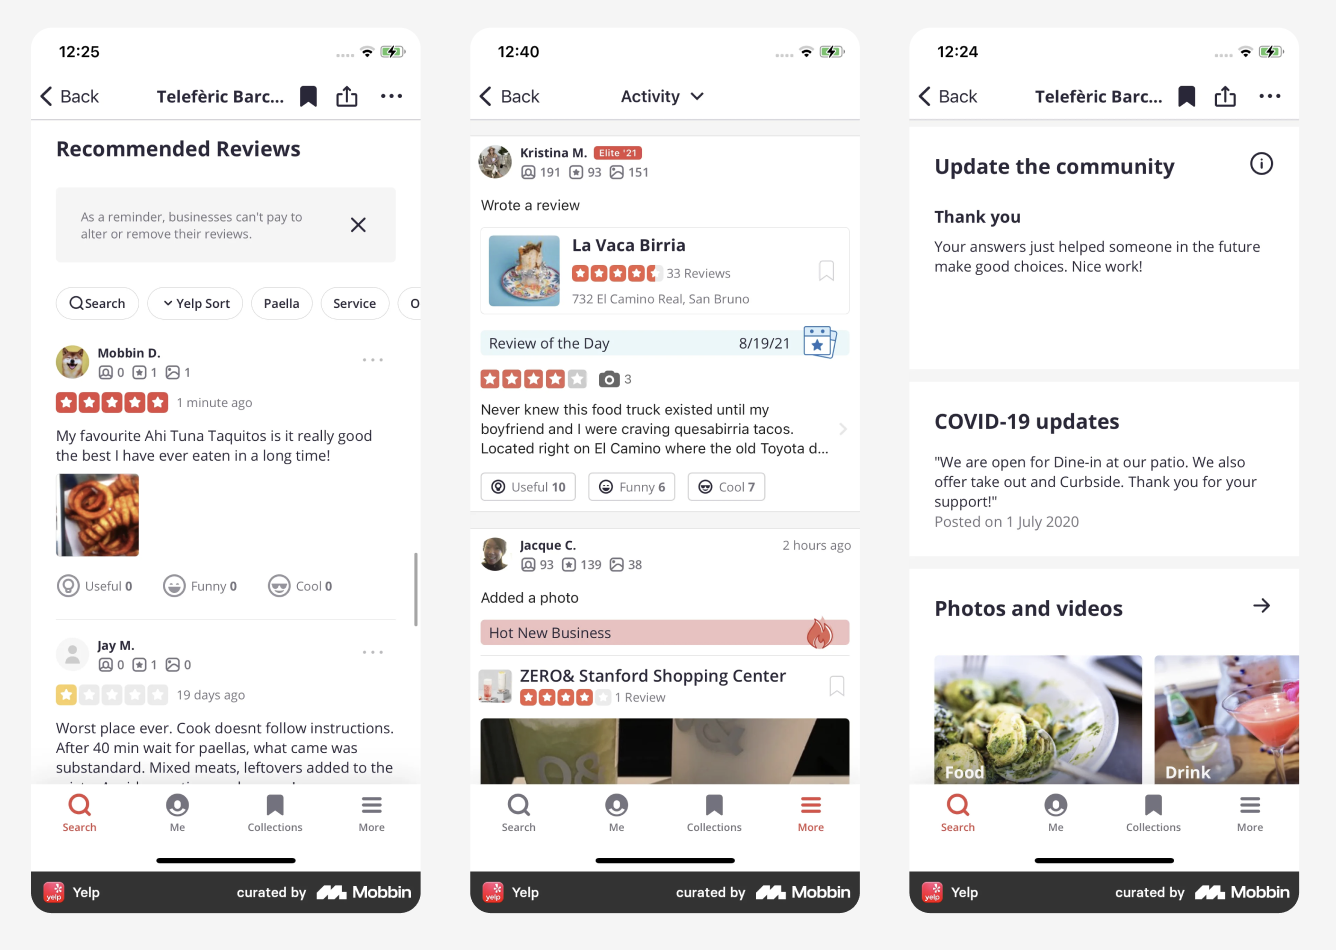 12:25
Back
Telefèric Barc...
Recommended Reviews
As a reminder, businesses can't pay to
alter or remove their reviews.
Search
Yelp Sort
Paella
Service
O
Mobbin D.
0 1 1
1 minute ago
My favourite Ahi Tuna Taquitos is it really good
the best I have ever eaten in a long time!
Useful 0
Funny 0
Cool 0
Jay M.
0 1 0
19 days ago
Worst place ever. Cook doesnt follow instructions.
After 40 min wait for paellas, what came was
substandard. Mixed meats, leftovers added to the
Search
Me
Collections
More
yelp
Yelp
curated by Mobbin
12:40
Back
Activity
Kristina M. Elite '21
191 93 151
Wrote a review
La Vaca Birria
33 Reviews
732 El Camino Real, San Bruno
Review of the Day
8/19/21
3
Never knew this food truck existed until my
boyfriend and I were craving quesabirria tacos.
Located right on El Camino where the old Toyota d...
Useful 10
Funny 6
Cool 7
Jacque C.
2 hours ago
93 139 38
Added a photo
Hot New Business
ZERO& Stanford Shopping Center
1 Review
Search
Me
Collections
More
yelp
Yelp
curated by Mobbin
12:24
Back
Telefèric Barc...
Update the community
Thank you
Your answers just helped someone in the future
make good choices. Nice work!
COVID-19 updates
"We are open for Dine-in at our patio. We also
offer take out and Curbside. Thank you for your
support!"
Posted on 1 July 2020
Photos and videos
Food
Drink
Search
Me
Collections
More
yelp
Yelp
curated by Mobbin